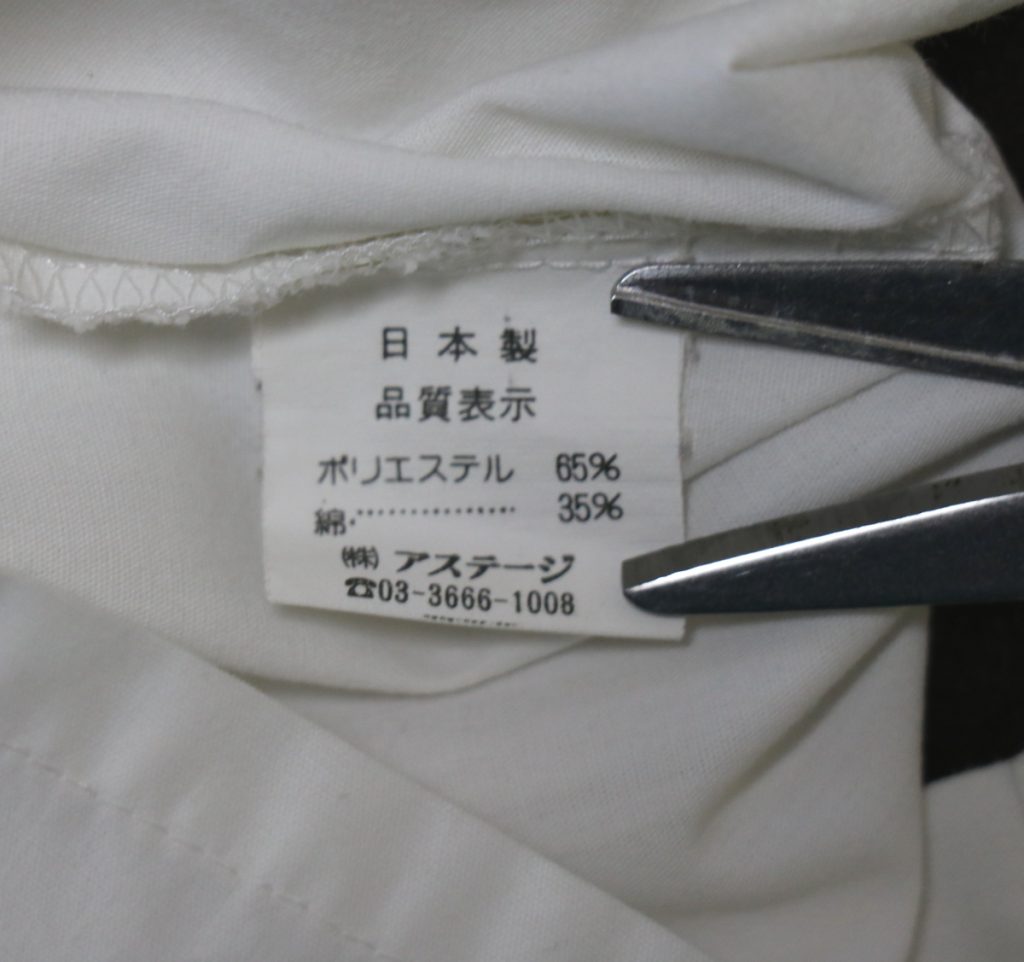 日本製
品質表示
ポリエステル 65%
綿・・・・・・・・・・・・・・・ 35%
㈱ アステージ
☎03-3666-1008